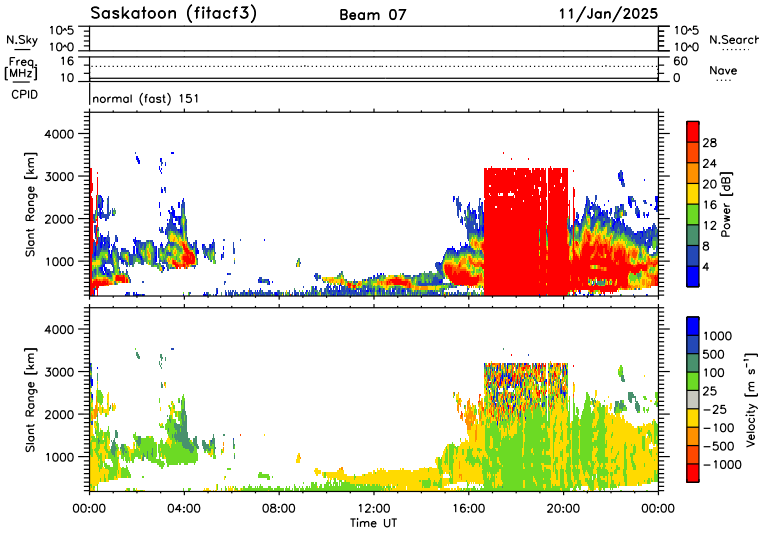 Saskatoon (fitacf3) Beam 07 11/Jan/2025
10^5 10^5
N.Sky N.Search
10^0 10^0
16 60
Freq. [MHz] Nave
10 0
CPID
normal (fast) 151
4000
3000
2000
1000
Slant Range [km]
28
24
20
16
12
8
4
Power [dB]
4000
3000
2000
1000
Slant Range [km]
1000
500
100
25
-25
-100
-500
-1000
Velocity [m s⁻¹]
00:00 04:00 08:00 12:00 16:00 20:00 00:00
Time UT